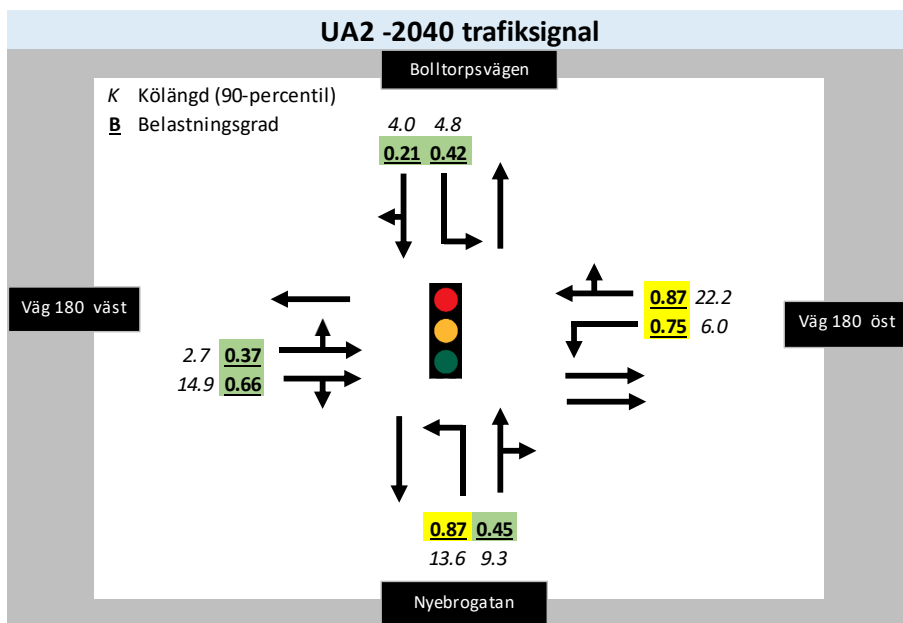 UA2 -2040 trafiksignal
Bolltorpsvägen
K Kölängd (90-percentil)
B Belastningsgrad
4.0 4.8
0.21 0.42
Väg 180 väst
0.87 22.2
0.75 6.0
Väg 180 öst
2.7 0.37
14.9 0.66
0.87 0.45
13.6 9.3
Nyebrogatan